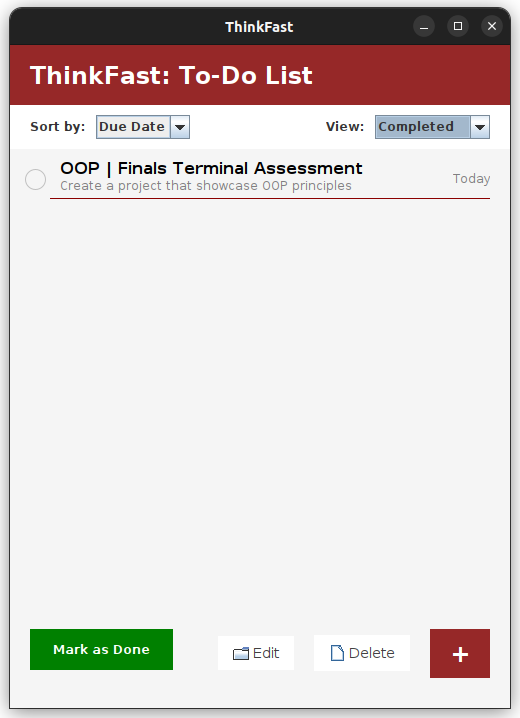 ThinkFast
ThinkFast: To-Do List
Sort by: Due Date View: Completed
OOP | Finals Terminal Assessment
Create a project that showcase OOP principles
Today
Mark as Done Edit Delete +